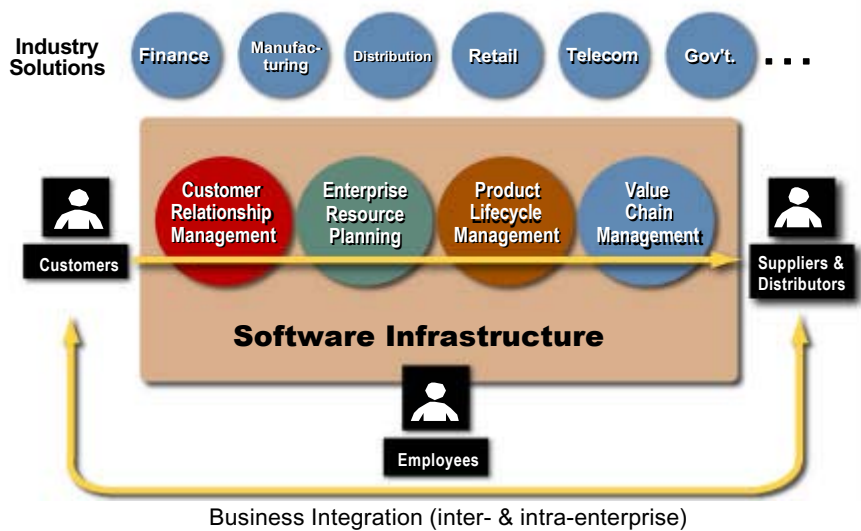 Industry
Solutions
Finance
Manufac-
turing
Distribution
Retail
Telecom
Gov't.
...
Customer
Relationship
Management
Enterprise
Resource
Planning
Product
Lifecycle
Management
Value
Chain
Management
Customers
Suppliers &
Distributors
Software Infrastructure
Employees
Business Integration (inter- & intra-enterprise)